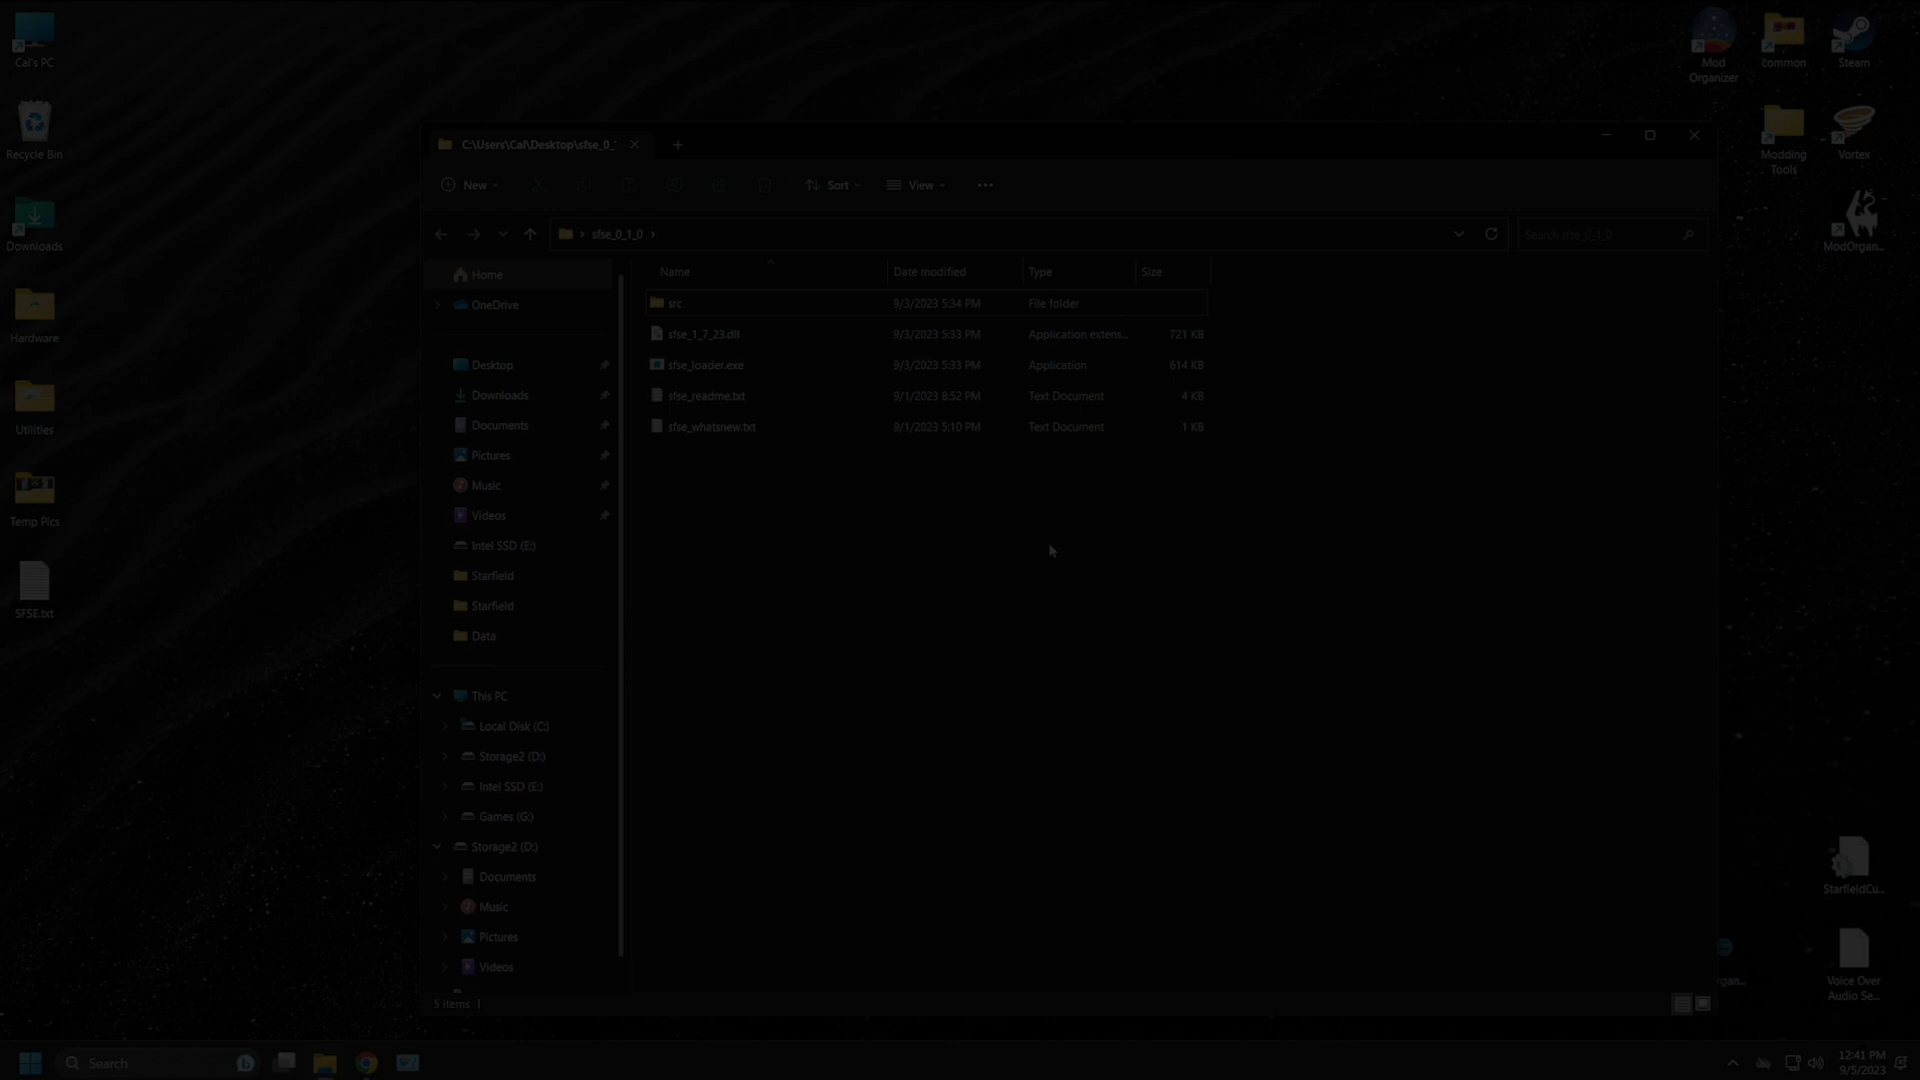 Cal's PC
Recycle Bin
Downloads
Hardware
Utilities
Temp Pics
SFSE.txt
Mod
Organizer
common
Steam
Modding
Tools
Vortex
ModOrgan...
StarfieldCu...
rgan...
Voice Over
Audio Se...
C:\Users\Cal\Desktop\sfse_0_
New
Sort
View
sfse_0_1_0
Search sfse_0_1_0
Name Date modified Type Size
src 9/3/2023 5:34 PM File folder
sfse_1_7_23.dll 9/3/2023 5:33 PM Application extens... 721 KB
sfse_loader.exe 9/3/2023 5:33 PM Application 614 KB
sfse_readme.txt 9/1/2023 8:52 PM Text Document 4 KB
sfse_whatsnew.txt 9/1/2023 5:10 PM Text Document 1 KB
Home
OneDrive
Desktop
Downloads
Documents
Pictures
Music
Videos
Intel SSD (E:)
Starfield
Starfield
Data
This PC
Local Disk (C:)
Storage2 (D:)
Intel SSD (E:)
Games (G:)
Storage2 (D:)
Documents
Music
Pictures
Videos
5 items
Search
12:41 PM
9/5/2023